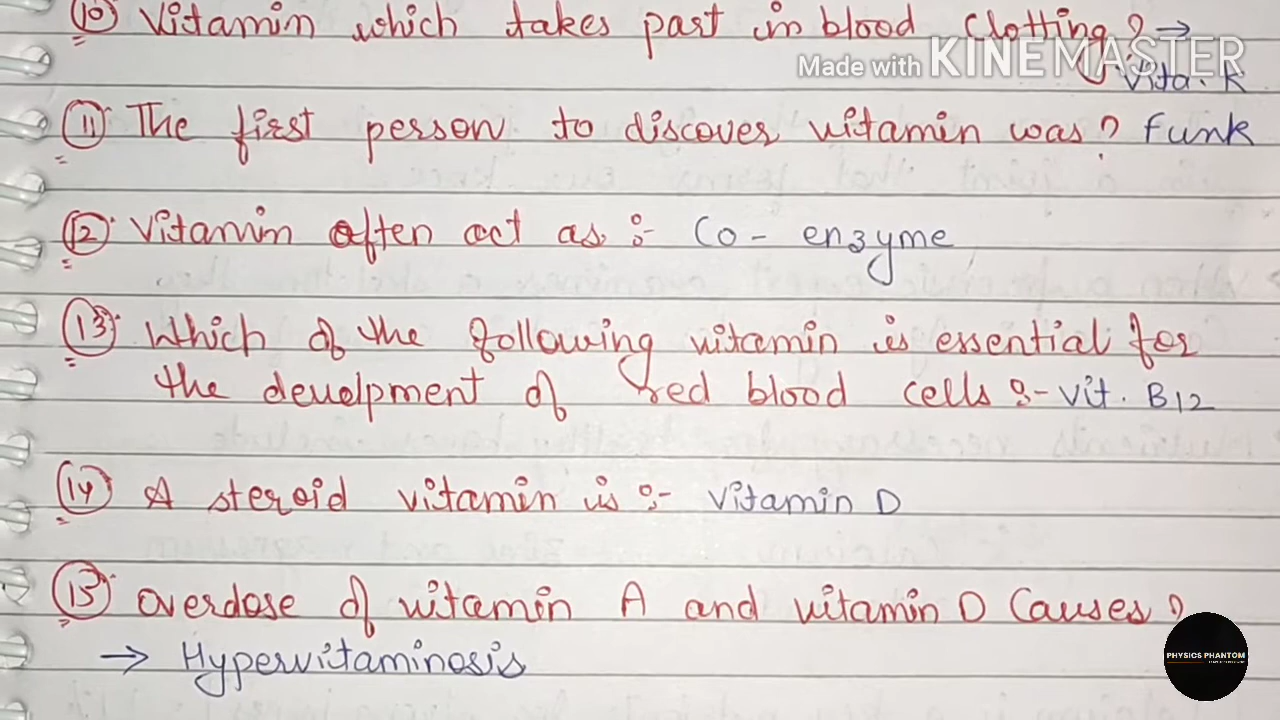 (10) Vitamin which takes part in blood clotting? →
Made with KINEMASTER
Vita. K
(11) The first person to discover vitamin was? Funk
(12) Vitamin often act as :- Co-enzyme
(13) Which of the following vitamin is essential for
the develpment of red blood cells :- Vit. B12
(14) A steroid vitamin is :- Vitamin D
(15) Overdose of vitamin A and vitamin D Causes?
→ Hypervitaminosis
PHYSICS PHANTOM